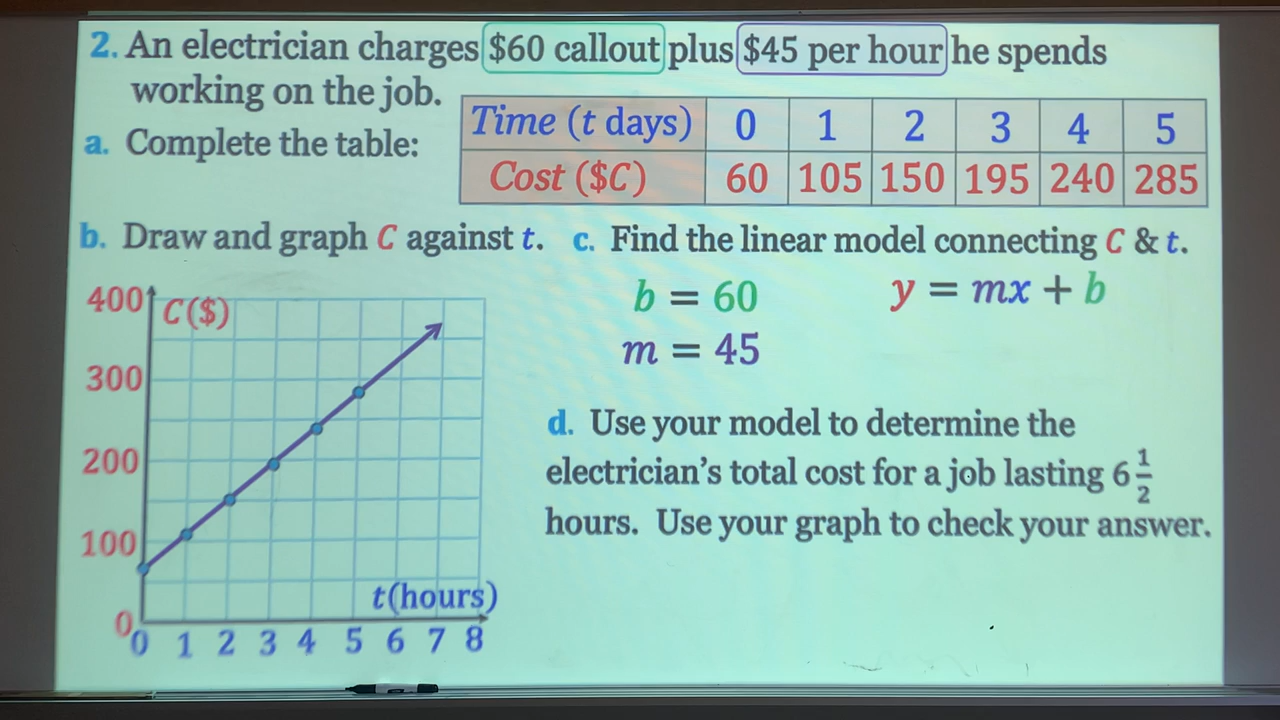 2. An electrician charges $60 callout plus $45 per hour he spends
working on the job.
a. Complete the table:
Time (t days) 0 1 2 3 4 5
Cost ($C) 60 105 150 195 240 285
b. Draw and graph C against t.
c. Find the linear model connecting C & t.
b = 60
y = mx + b
m = 45
400
300
200
100
0
C($)
t(hours)
0 1 2 3 4 5 6 7 8
d. Use your model to determine the
electrician's total cost for a job lasting 6 1/2
hours. Use your graph to check your answer.